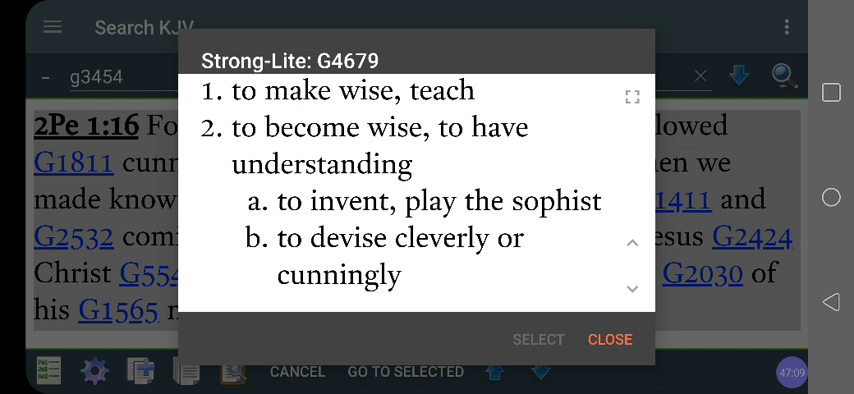 Search KJV
Strong-Lite: G4679
- g3454
1. to make wise, teach
2. to become wise, to have
understanding
a. to invent, play the sophist
b. to devise cleverly or
cunningly
2Pe 1:16 Fo
lowed
G1811 cunn
en we
made know
1411 and
G2532 com
esus G2424
Christ G554
G2030 of
his G1565
SELECT CLOSE
CANCEL GO TO SELECTED
47:09